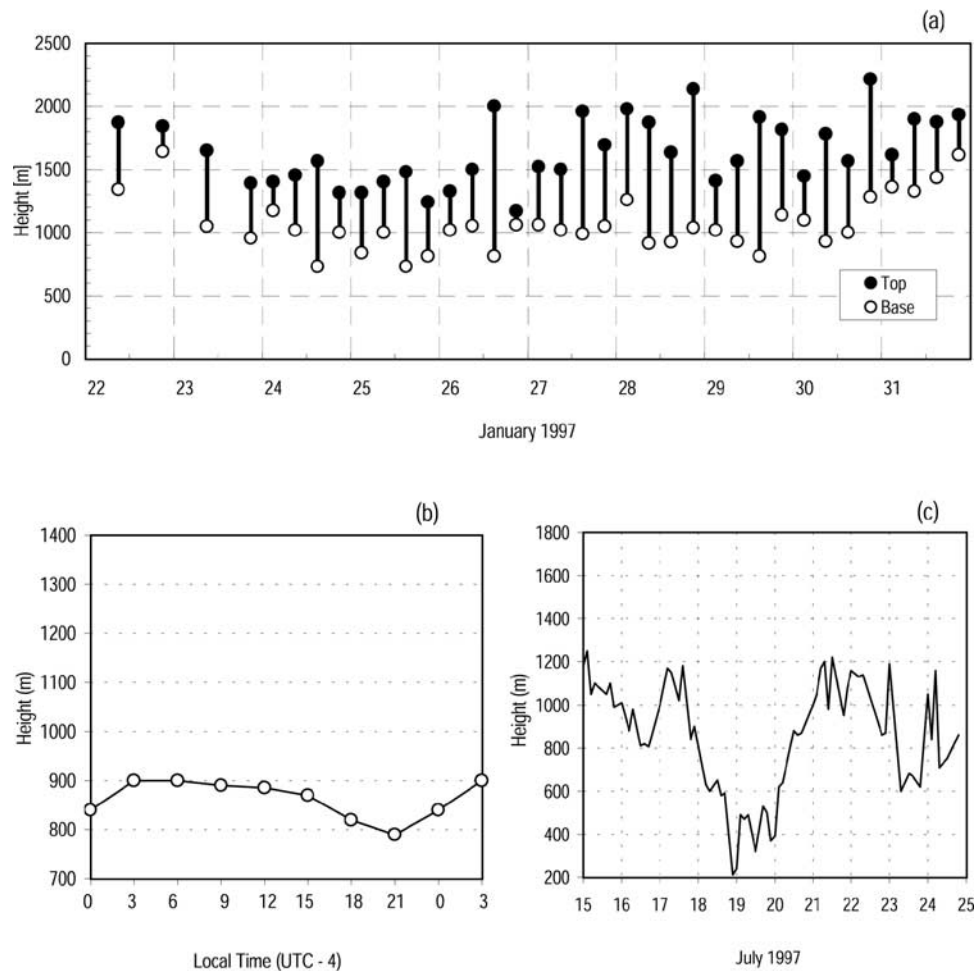 (a)
2500
2000
1500
1000
500
0
Height [m]
Top
Base
22 23 24 25 26 27 28 29 30 31
January 1997
(b)
1400
1300
1200
1100
1000
900
800
700
Height (m)
0 3 6 9 12 15 18 21 0 3
Local Time (UTC - 4)
(c)
1800
1600
1400
1200
1000
800
600
400
200
Height (m)
15 16 17 18 19 20 21 22 23 24 25
July 1997